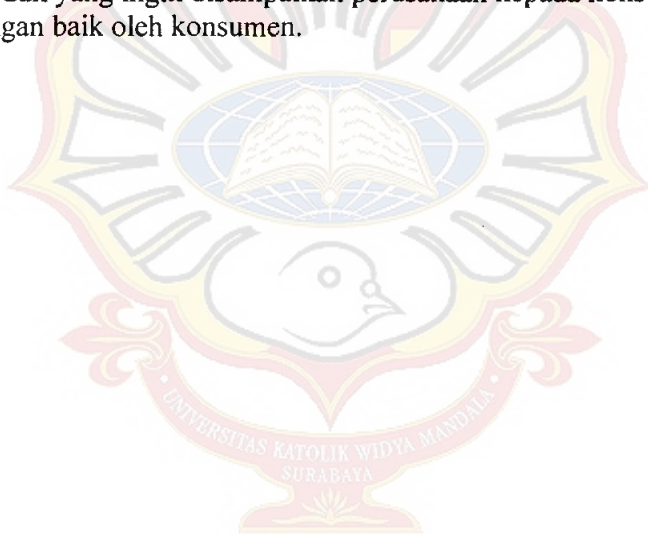 yang ingin disampaikan perusahaan kepada
gan baik oleh konsumen.
UNIVERSITAS KATOLIK WIDYA MANDALA
SURABAYA